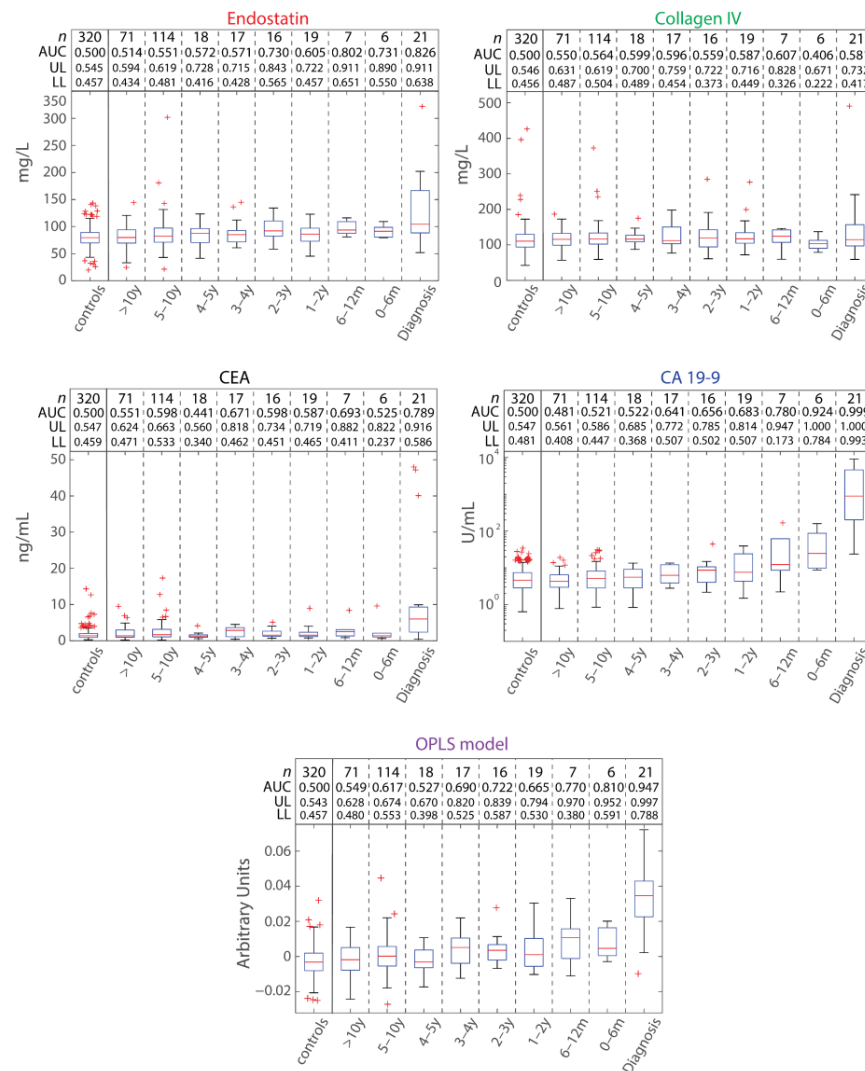 Endostatin
n 320 71 114 18 17 16 19 7 6 21
AUC 0.500 0.514 0.551 0.572 0.571 0.730 0.605 0.802 0.731 0.826
UL 0.545 0.594 0.619 0.728 0.715 0.843 0.722 0.911 0.890 0.911
LL 0.457 0.434 0.481 0.416 0.428 0.565 0.457 0.651 0.550 0.638
mg/L
350
300
250
200
150
100
50
0
controls >10y 5–10y 4–5y 3–4y 2–3y 1–2y 6–12m 0–6m Diagnosis
Collagen IV
n 320 71 114 18 17 16 19 7 6 21
AUC 0.500 0.550 0.564 0.599 0.596 0.559 0.587 0.607 0.406 0.581
UL 0.546 0.631 0.619 0.700 0.759 0.722 0.716 0.828 0.671 0.732
LL 0.456 0.487 0.504 0.489 0.454 0.373 0.449 0.326 0.222 0.417
mg/L
500
400
300
200
100
0
controls >10y 5–10y 4–5y 3–4y 2–3y 1–2y 6–12m 0–6m Diagnosis
CEA
n 320 71 114 18 17 16 19 7 6 21
AUC 0.500 0.551 0.598 0.441 0.671 0.598 0.587 0.693 0.525 0.789
UL 0.547 0.624 0.663 0.560 0.818 0.734 0.719 0.882 0.822 0.916
LL 0.459 0.471 0.533 0.340 0.462 0.451 0.465 0.411 0.237 0.586
ng/mL
50
40
30
20
10
0
controls >10y 5–10y 4–5y 3–4y 2–3y 1–2y 6–12m 0–6m Diagnosis
CA 19-9
n 320 71 114 18 17 16 19 7 6 21
AUC 0.500 0.481 0.521 0.522 0.641 0.656 0.683 0.780 0.924 0.999
UL 0.547 0.561 0.586 0.685 0.772 0.785 0.814 0.947 1.000 1.000
LL 0.481 0.408 0.447 0.368 0.507 0.502 0.507 0.173 0.784 0.993
U/mL
10⁴
10²
10⁰
controls >10y 5–10y 4–5y 3–4y 2–3y 1–2y 6–12m 0–6m Diagnosis
OPLS model
n 320 71 114 18 17 16 19 7 6 21
AUC 0.500 0.549 0.617 0.527 0.690 0.722 0.665 0.770 0.810 0.947
UL 0.543 0.628 0.674 0.670 0.820 0.839 0.794 0.970 0.952 0.997
LL 0.457 0.480 0.553 0.398 0.525 0.587 0.530 0.380 0.591 0.788
Arbitrary Units
0.06
0.04
0.02
0
−0.02
controls >10y 5–10y 4–5y 3–4y 2–3y 1–2y 6–12m 0–6m Diagnosis